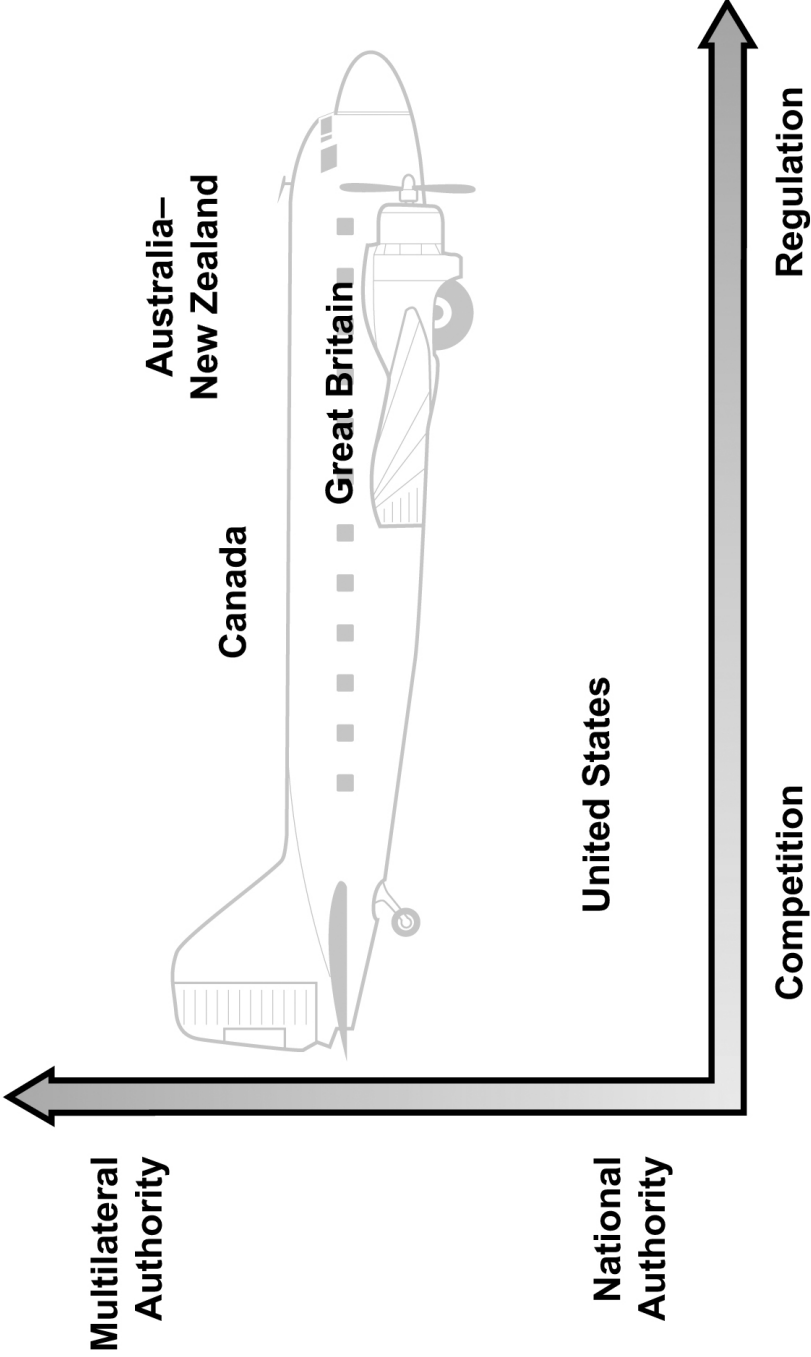 Multilateral
Authority
Australia–
New Zealand
Canada
Great Britain
United States
National
Authority
Competition
Regulation